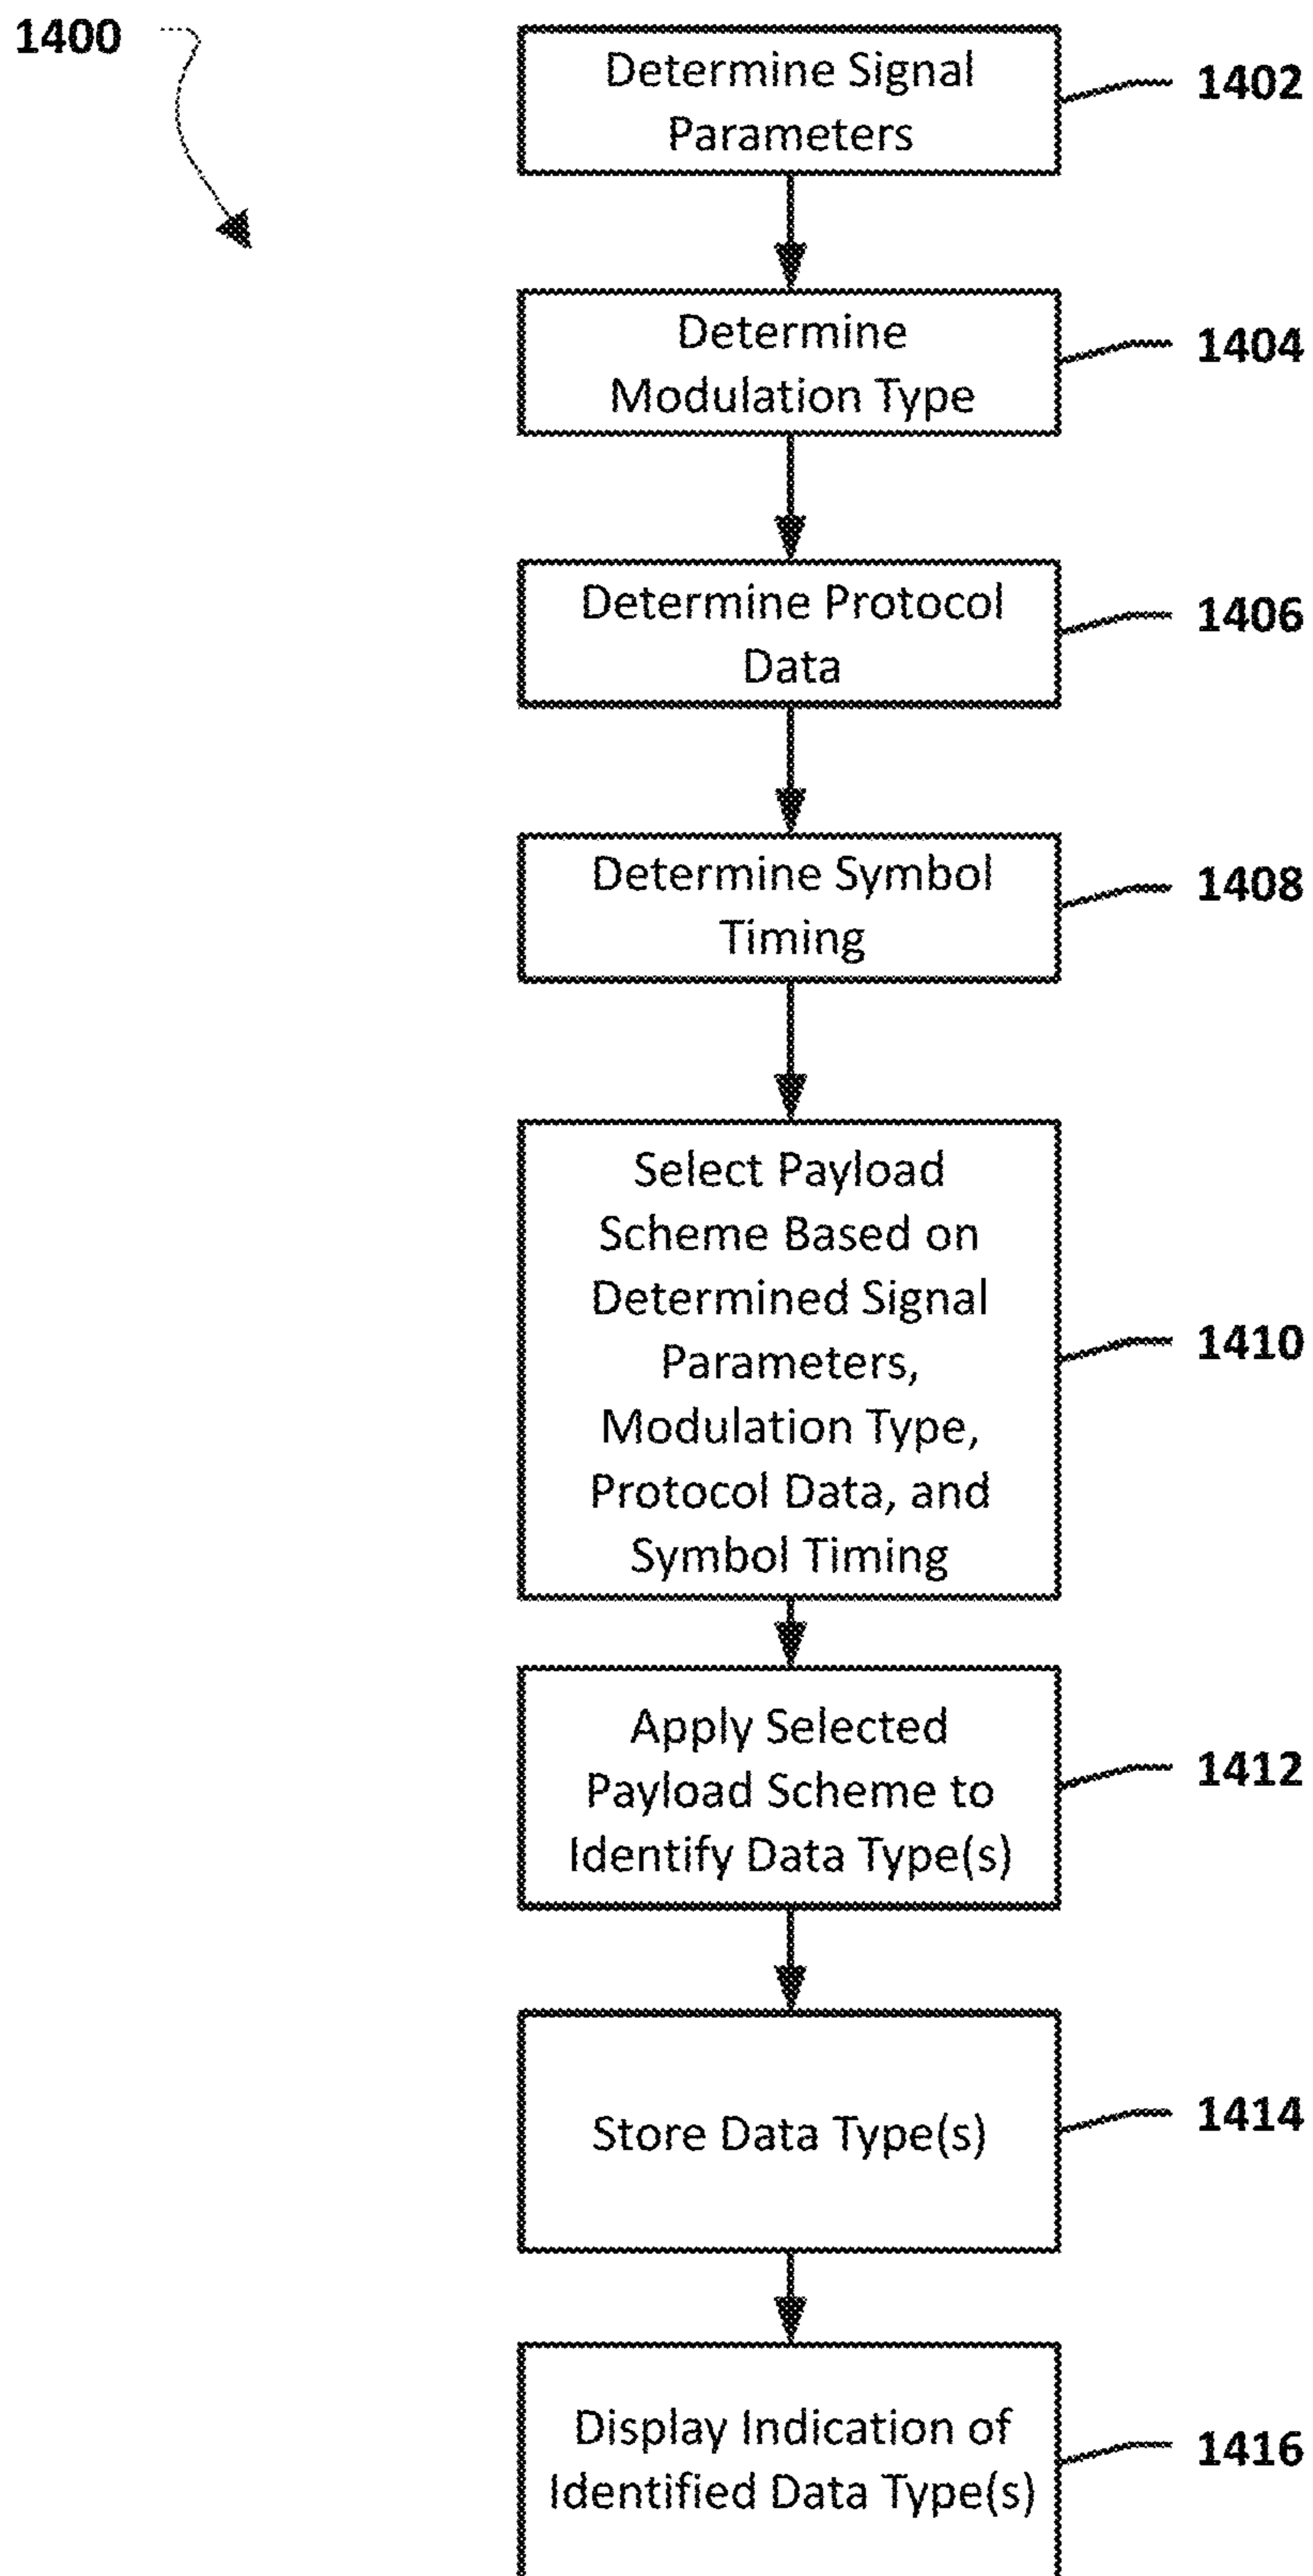 1400
Determine Signal
Parameters
1402
Determine
Modulation Type
1404
Determine Protocol
Data
1406
Determine Symbol
Timing
1408
Select Payload
Scheme Based on
Determined Signal
Parameters,
Modulation Type,
Protocol Data, and
Symbol Timing
1410
Apply Selected
Payload Scheme to
Identify Data Type(s)
1412
Store Data Type(s)
1414
Display Indication of
Identified Data Type(s)
1416